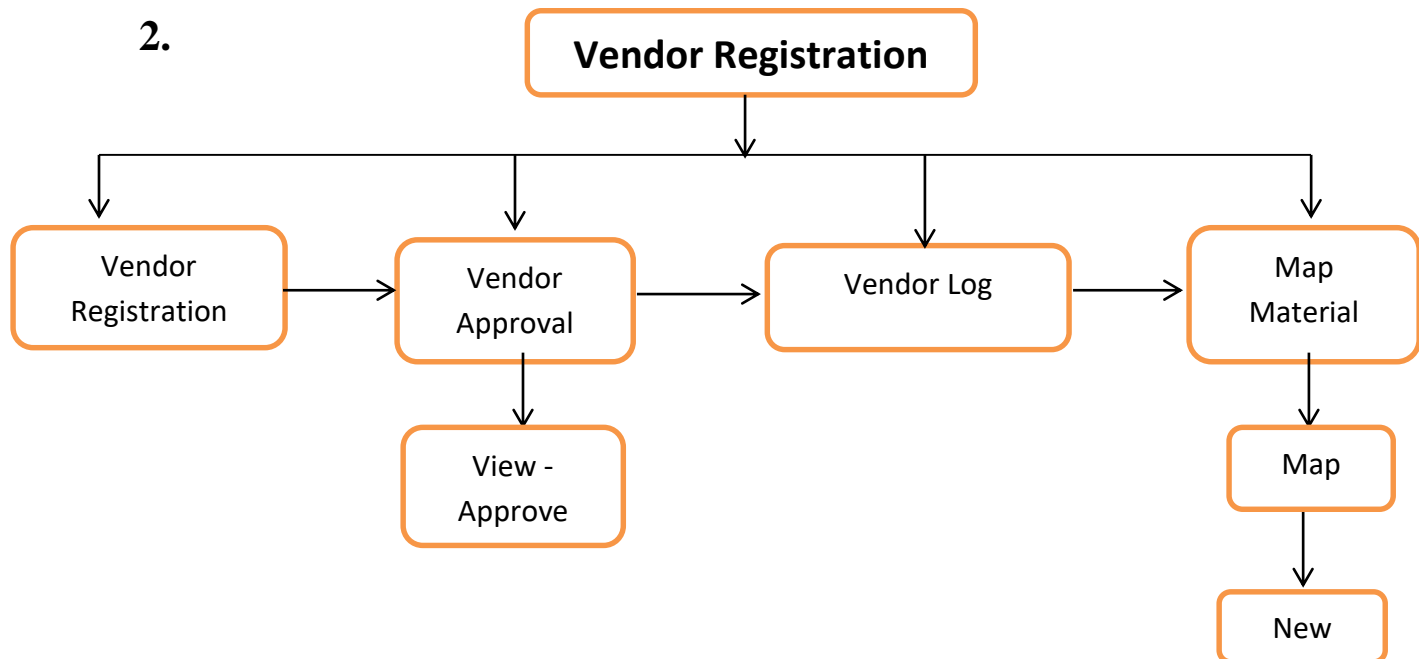 2.
Vendor Registration
Vendor
Registration
Vendor
Approval
Vendor Log
Map
Material
View -
Approve
Map
New